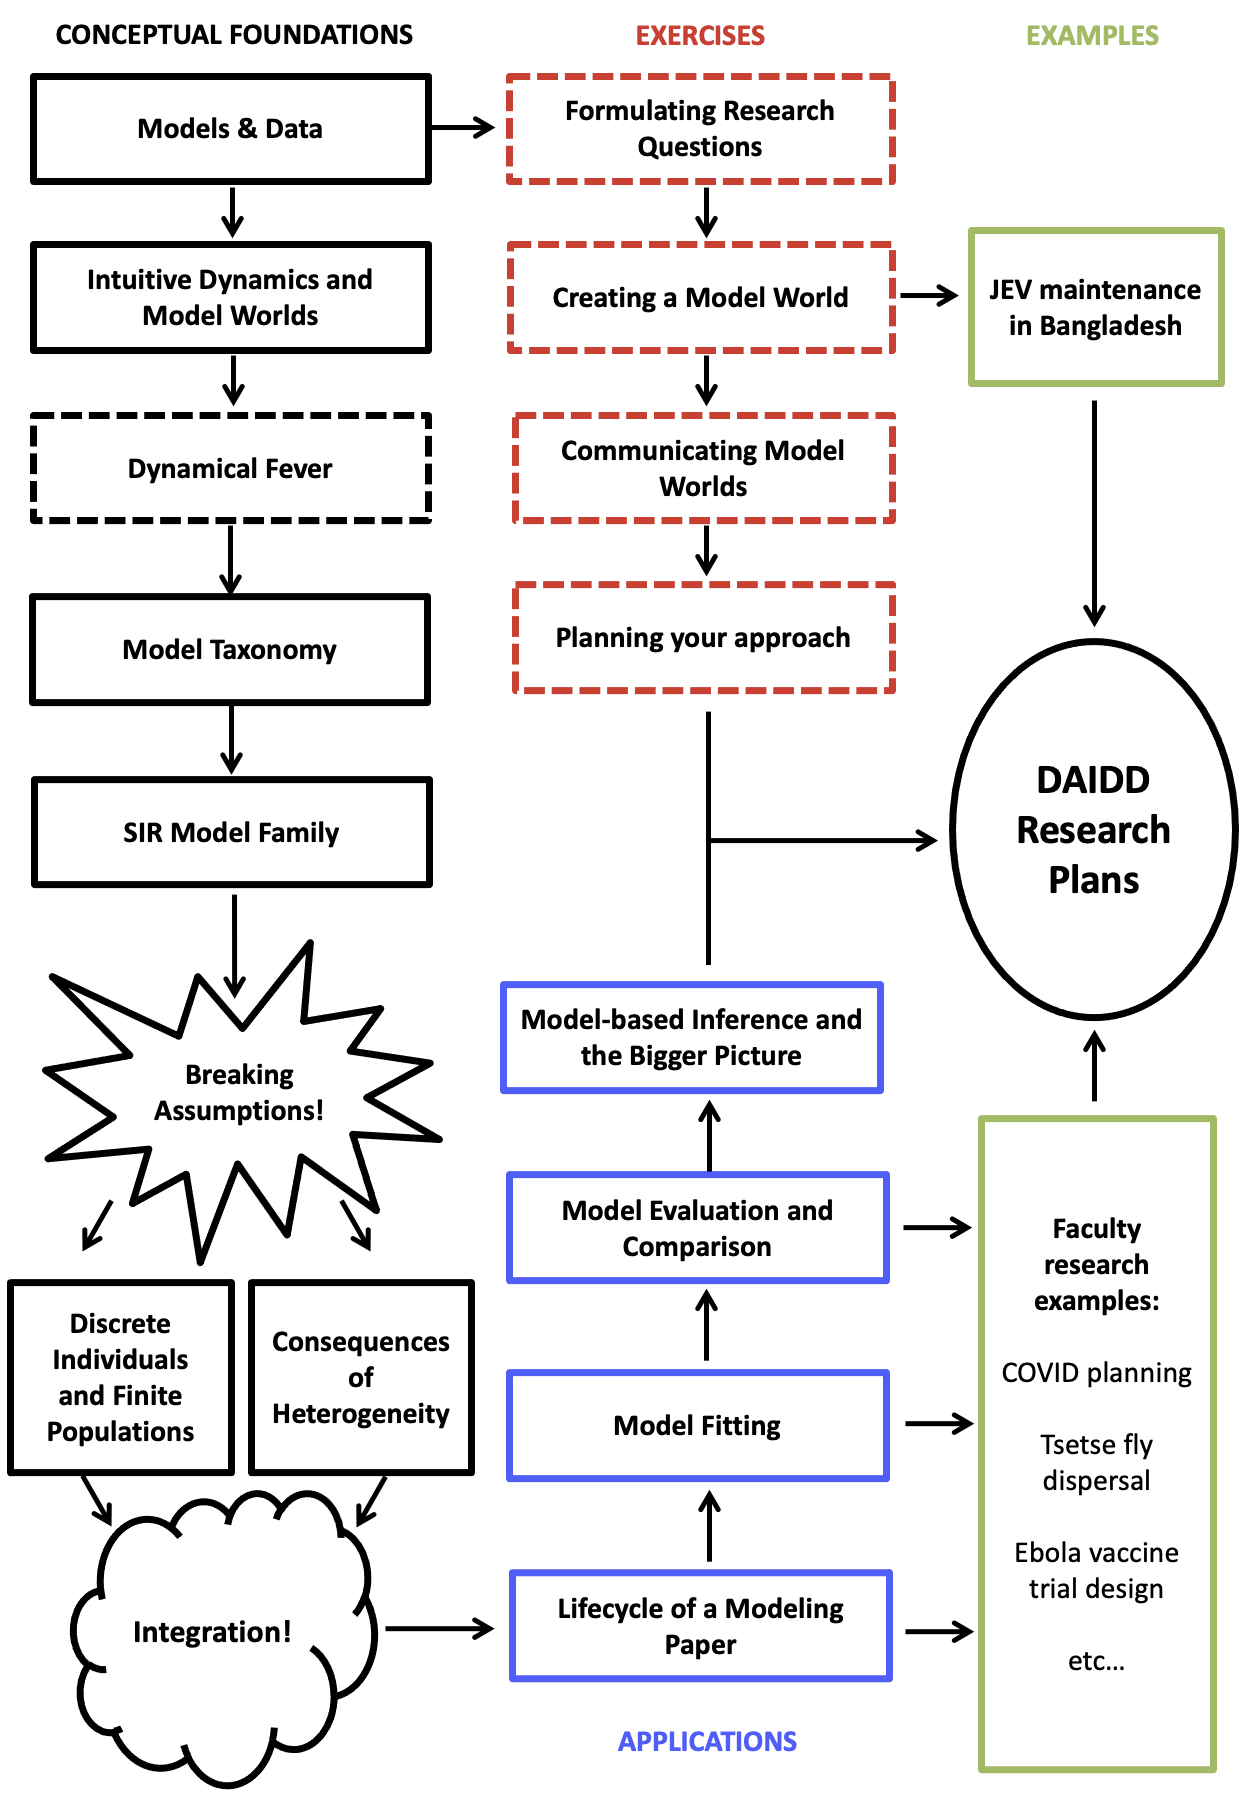 CONCEPTUAL FOUNDATIONS
Models & Data
Intuitive Dynamics and
Model Worlds
Dynamical Fever
Model Taxonomy
SIR Model Family
Breaking
Assumptions!
Discrete
Individuals
and Finite
Populations
Consequences
of
Heterogeneity
Integration!
EXERCISES
Formulating Research
Questions
Creating a Model World
Communicating Model
Worlds
Planning your approach
Model-based Inference and
the Bigger Picture
Model Evaluation and
Comparison
Model Fitting
Lifecycle of a Modeling
Paper
APPLICATIONS
EXAMPLES
JEV maintenance
in Bangladesh
DAIDD
Research
Plans
Faculty
research
examples:
COVID planning
Tsetse fly
dispersal
Ebola vaccine
trial design
etc...